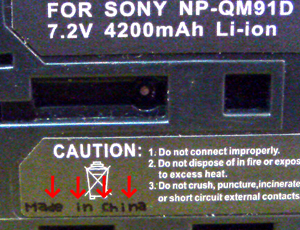 FOR SONY NP-QM91D
7.2V 4200mAh Li-ion
CAUTION:
1. Do not connect improperly.
2. Do not dispose of in fire or expos
to excess heat.
3. Do not crush, puncture,incinerate
or short circuit external contacts
Made in China